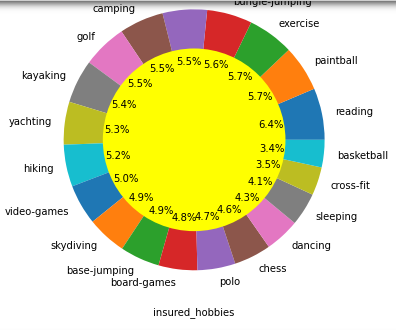 camping
bungie-jumping
golf
exercise
kayaking
paintball
yachting
reading
hiking
basketball
video-games
cross-fit
skydiving
sleeping
base-jumping
dancing
board-games
chess
polo
5.5%
5.5%
5.6%
5.5%
5.7%
5.4%
5.7%
5.3%
6.4%
5.2%
3.4%
5.0%
3.5%
4.9%
4.1%
4.9%
4.3%
4.8%
4.7%
4.6%
insured_hobbies